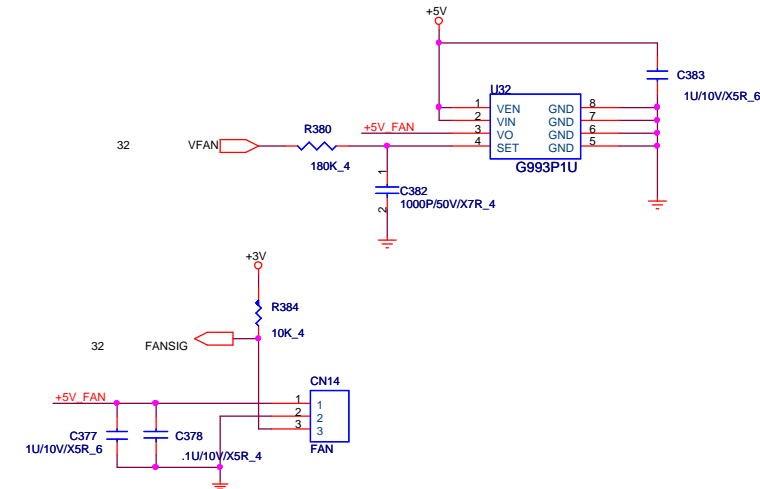 +5V
C383
1U/10V/X5R_6
U32
1 VEN GND 8
2 VIN GND 7
3 VO GND 6
4 SET GND 5
G993P1U
+5V_FAN
32 VFAN
R380
180K_4
1
C382
1000P/50V/X7R_4
2
+3V
R384
10K_4
32 FANSIG
+5V_FAN
CN14
1 1
2 2
3 3
FAN
C377
1U/10V/X5R_6
C378
.1U/10V/X5R_4